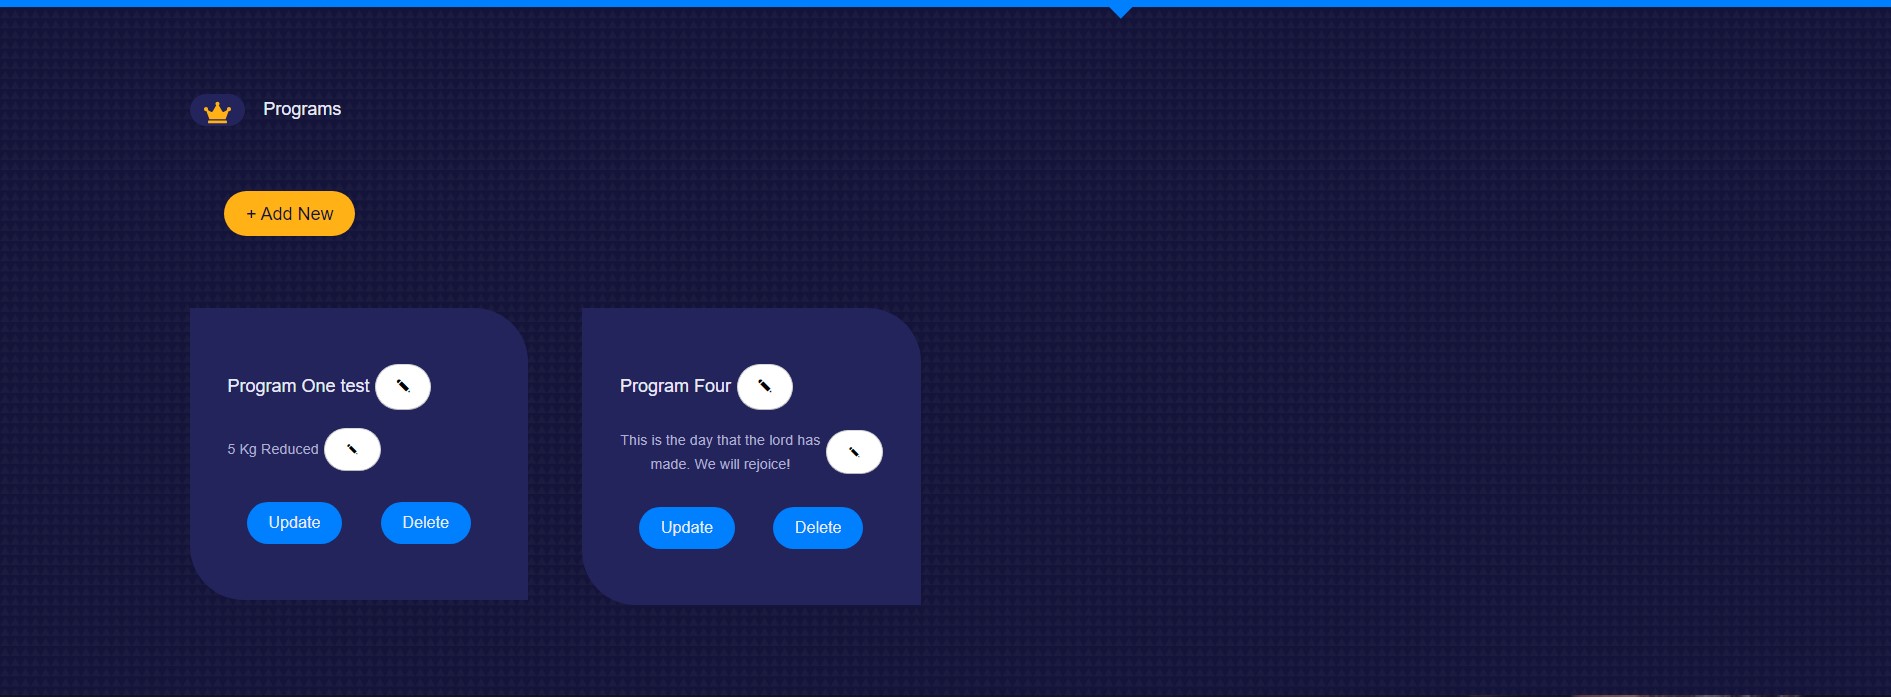 Programs
+ Add New
Program One test
5 Kg Reduced
Update
Delete
Program Four
This is the day that the lord has
made. We will rejoice!
Update
Delete